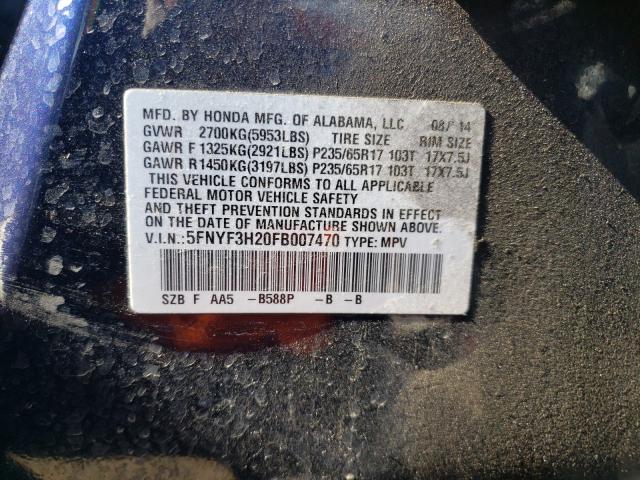 MFD. BY HONDA MFG. OF ALABAMA, LLC 08/'14
GVWR 2700KG(5953LBS) TIRE SIZE RIM SIZE
GAWR F 1325KG(2921LBS) P235/65R17 103T 17X7.5J
GAWR R1450KG(3197LBS) P235/65R17 103T 17X7.5J
THIS VEHICLE CONFORMS TO ALL APPLICABLE
FEDERAL MOTOR VEHICLE SAFETY
AND THEFT PREVENTION STANDARDS IN EFFECT
ON THE DATE OF MANUFACTURE SHOWN ABOVE.
V.I.N.:5FNYF3H20FB007470 TYPE: MPV
SZB F AA5 -B588P -B -B